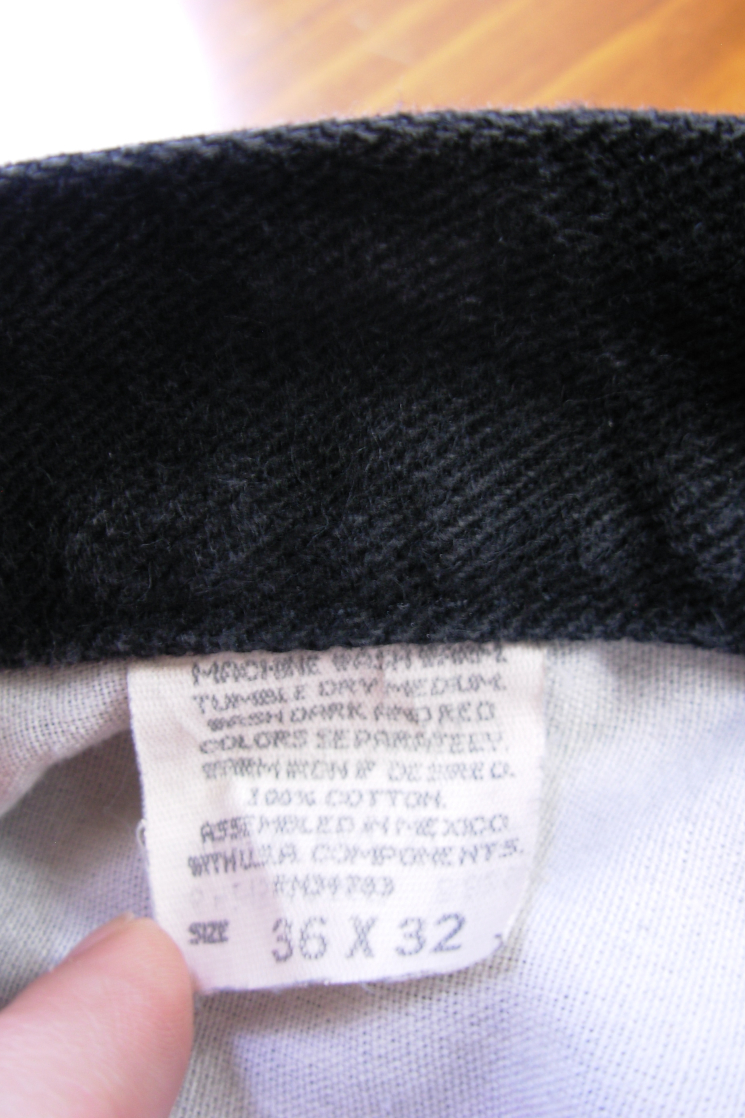 MACHINE WASH WARM.
TUMBLE DRY MEDIUM.
WASH DARK AND RED
COLORS SEPARATELY.
WARM IRON IF DESIRED.
100% COTTON.
ASSEMBLED IN MEXICO
WITH U.S.A. COMPONENTS.
SIZE 36 X 32